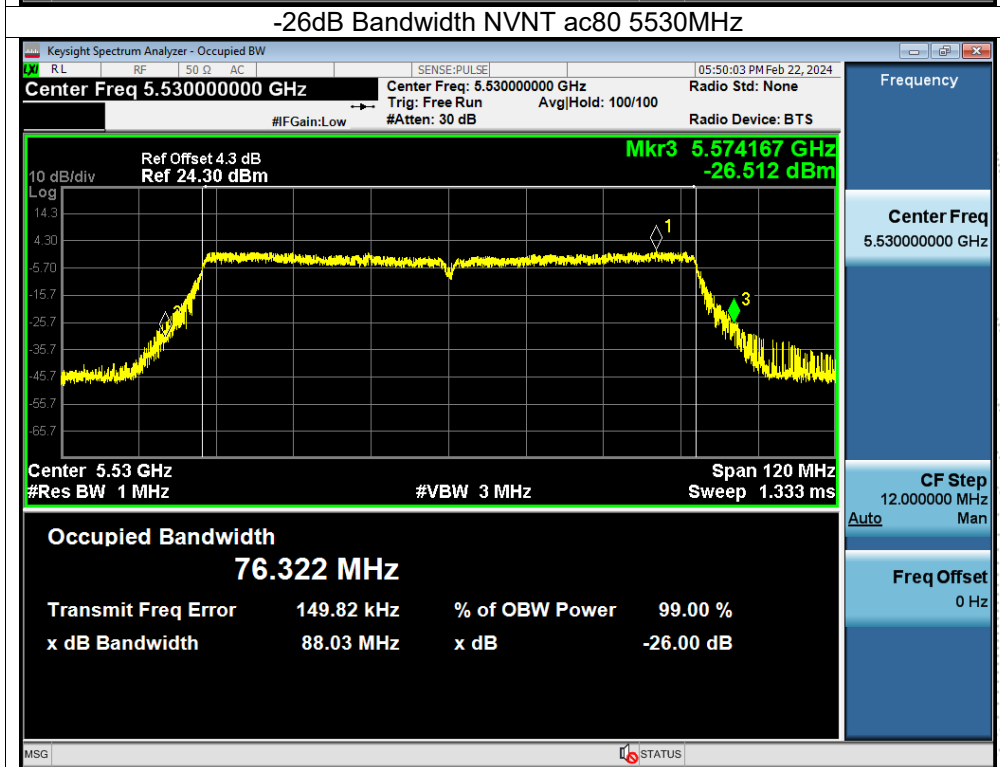 -26dB Bandwidth NVNT ac80 5530MHz
Keysight Spectrum Analyzer - Occupied BW
LXI RL RF 50 Ω AC SENSE:PULSE 05:50:03 PM Feb 22, 2024
Center Freq 5.530000000 GHz Center Freq: 5.530000000 GHz Radio Std: None
Trig: Free Run Avg|Hold: 100/100
#IFGain:Low #Atten: 30 dB Radio Device: BTS
Frequency
Mkr3 5.574167 GHz
-26.512 dBm
Ref Offset 4.3 dB
10 dB/div Ref 24.30 dBm
Log
14.3
4.30
-5.70
-15.7
-25.7
-35.7
-45.7
-55.7
-65.7
1
2
3
Center 5.53 GHz Span 120 MHz
#Res BW 1 MHz #VBW 3 MHz Sweep 1.333 ms
Center Freq
5.530000000 GHz
CF Step
12.000000 MHz
Auto Man
Freq Offset
0 Hz
Occupied Bandwidth
76.322 MHz
Transmit Freq Error 149.82 kHz % of OBW Power 99.00 %
x dB Bandwidth 88.03 MHz x dB -26.00 dB
MSG STATUS